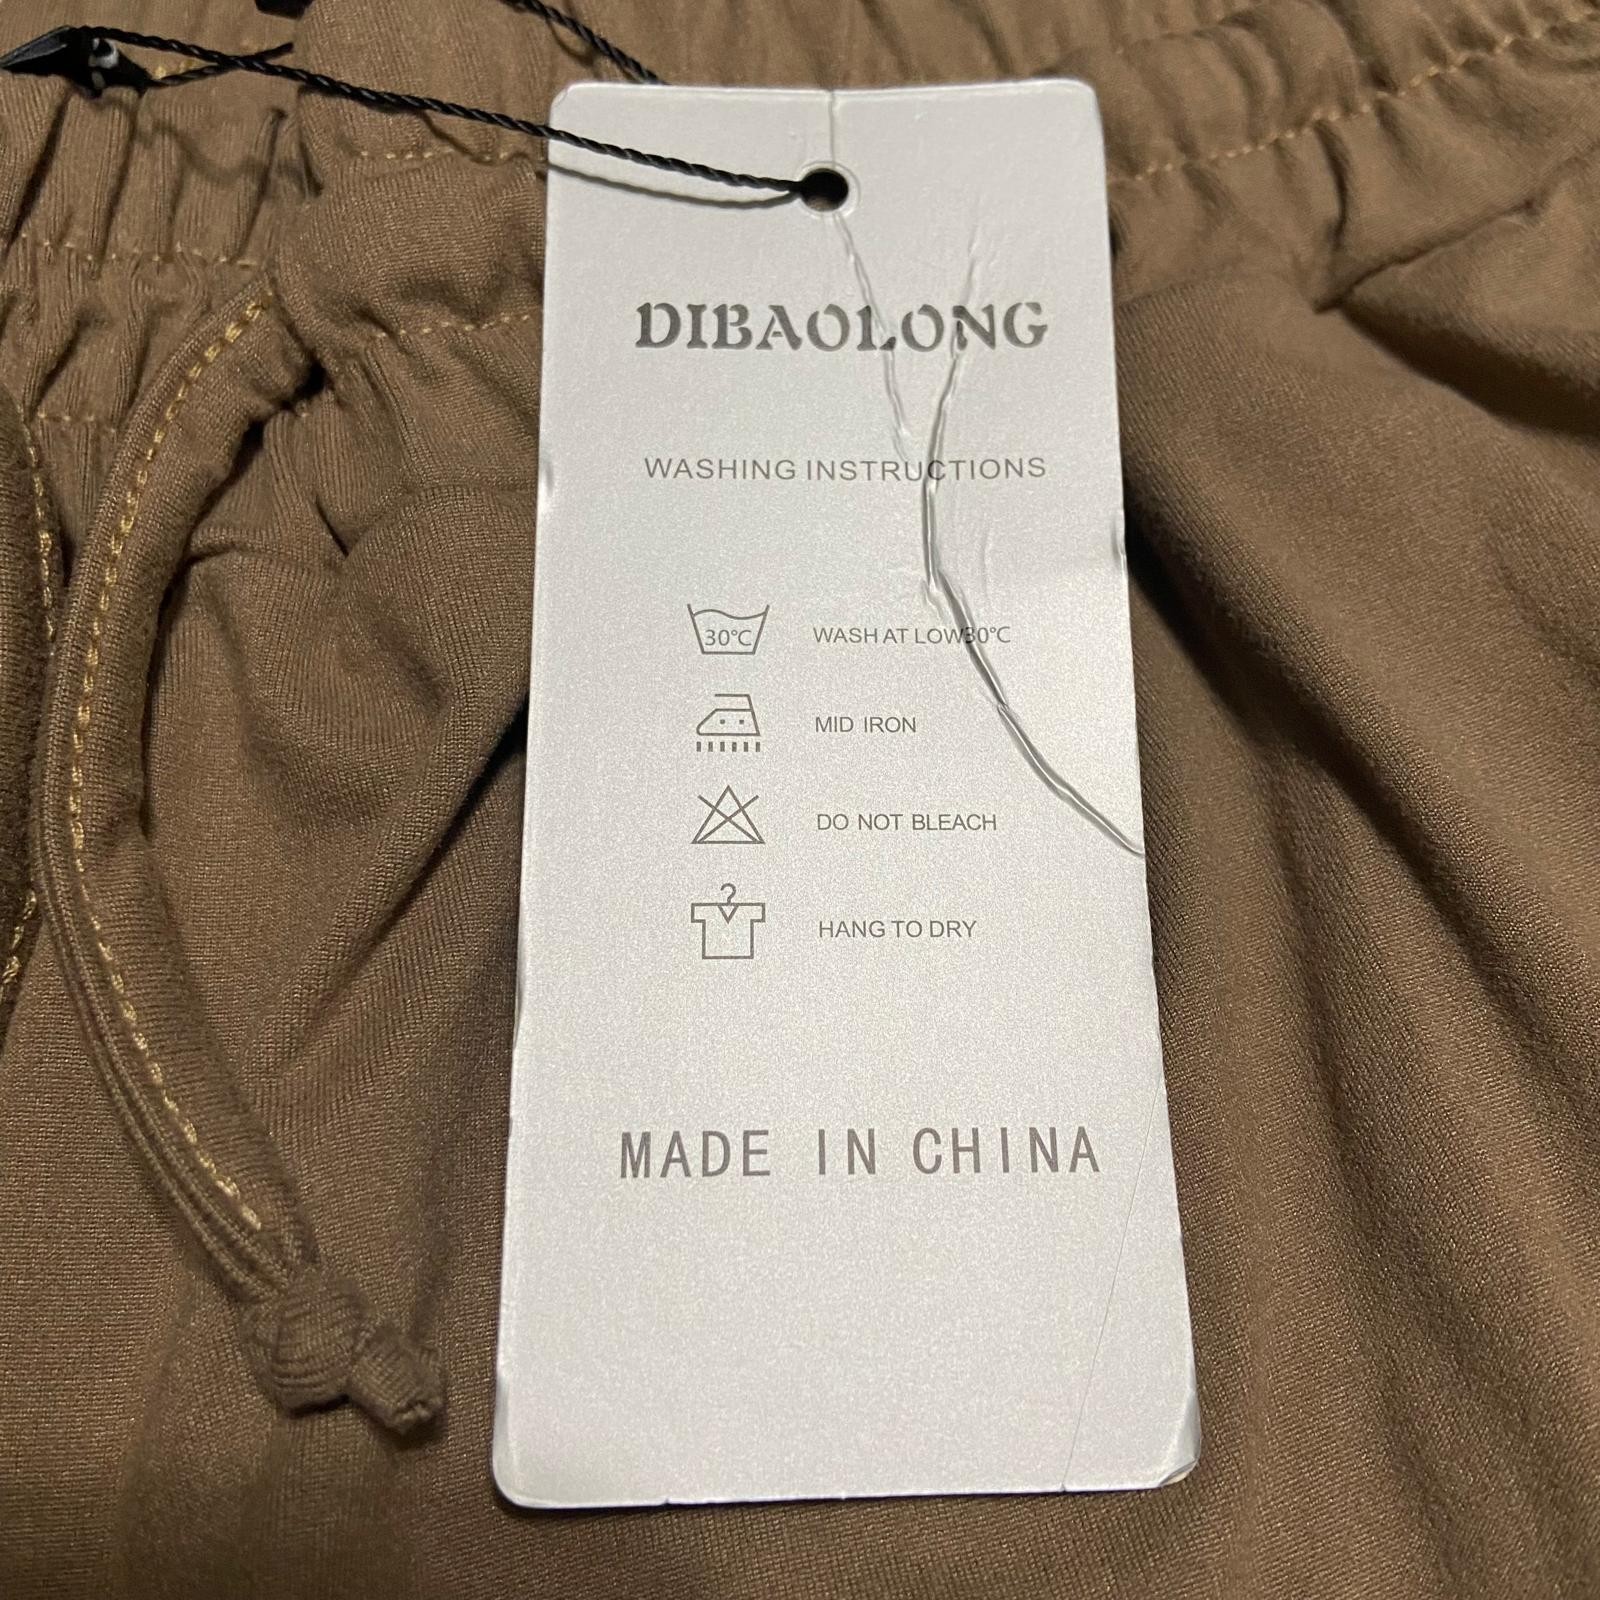 DIBAOLONG
WASHING INSTRUCTIONS
30℃ WASH AT LOW30℃
MID IRON
DO NOT BLEACH
HANG TO DRY
MADE IN CHINA